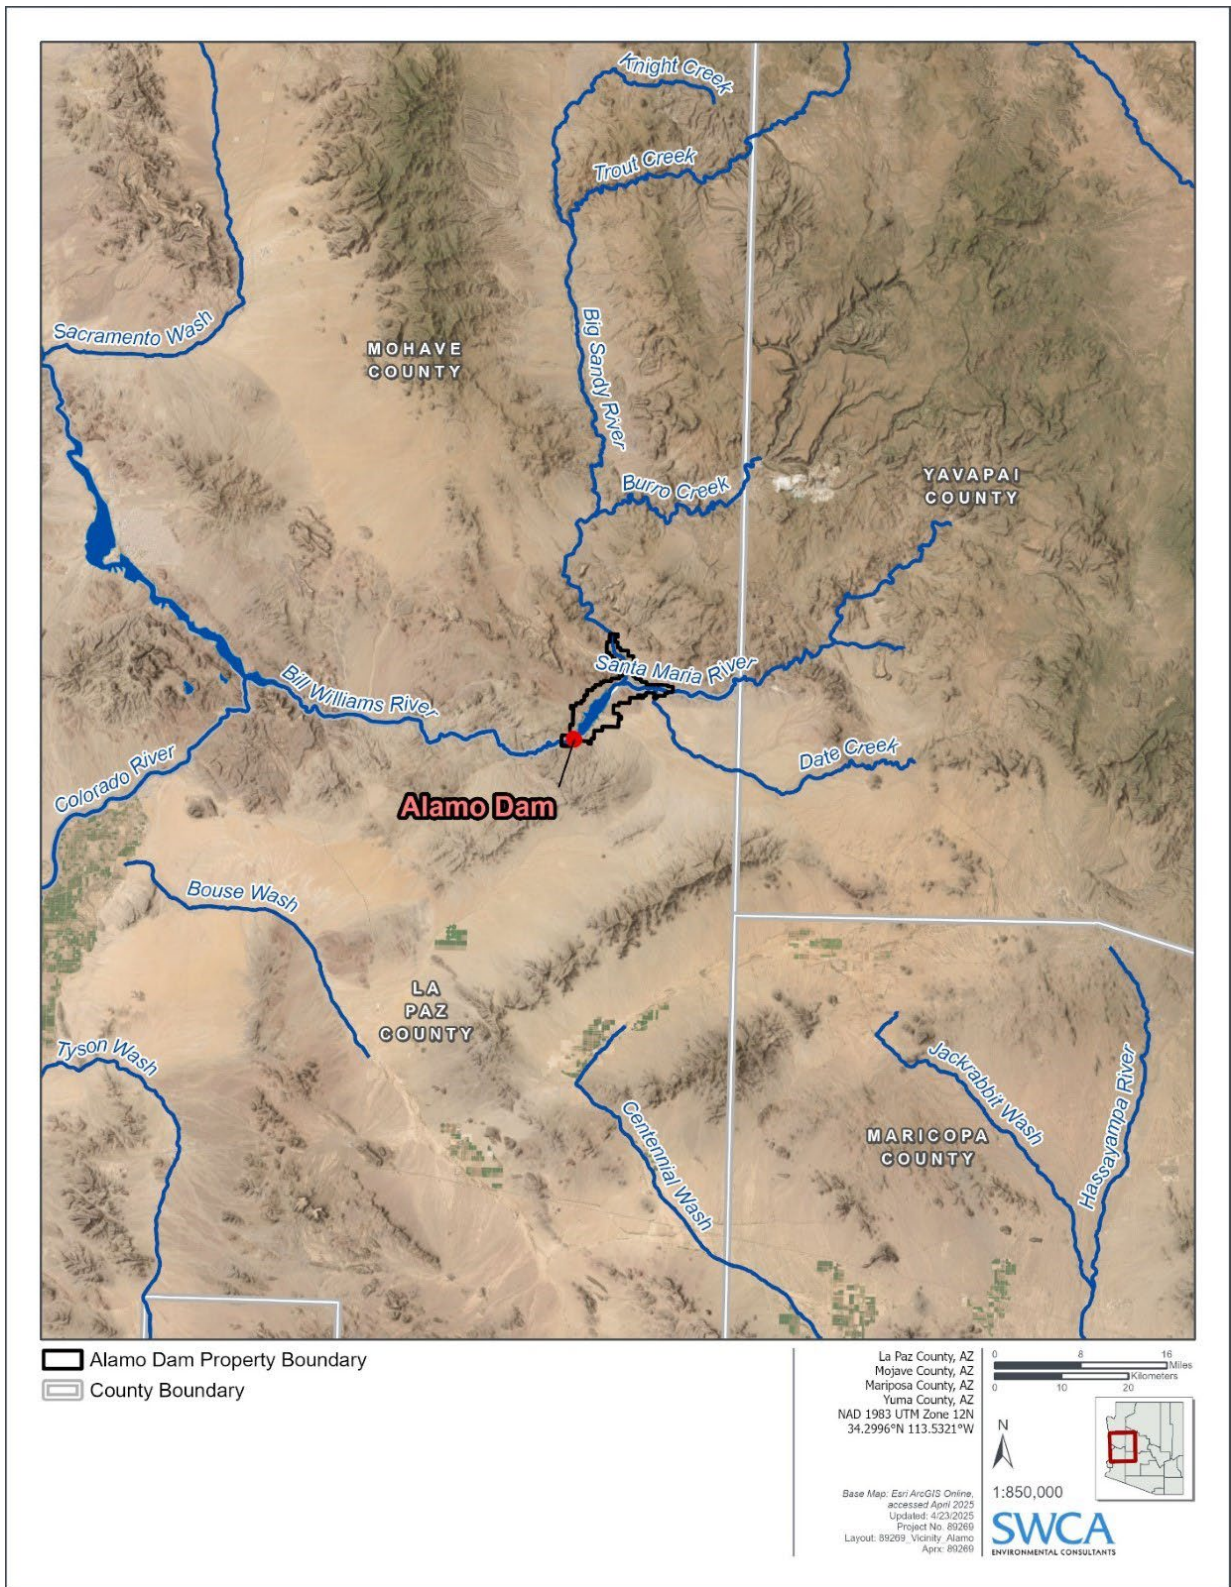 Knight Creek
Trout Creek
Sacramento Wash
MOHAVE
COUNTY
Big Sandy River
Burro Creek
YAVAPAI
COUNTY
Santa Maria River
Bill Williams River
Colorado River
Date Creek
Alamo Dam
Bouse Wash
LA
PAZ
COUNTY
Tyson Wash
Centennial Wash
Jackrabbit Wash
Hassayampa River
MARICOPA
COUNTY
Alamo Dam Property Boundary
County Boundary
La Paz County, AZ
Mojave County, AZ
Mariposa County, AZ
Yuma County, AZ
NAD 1983 UTM Zone 12N
34.2996°N 113.5321°W
Base Map: Esri ArcGIS Online,
accessed April 2025
Updated: 4/23/2025
Project No. 89269
Layout: 89269_Vicinity_Alamo
Aprx: 89269
0 8 16
Miles
Kilometers
0 10 20
N
1:850,000
SWCA
ENVIRONMENTAL CONSULTANTS